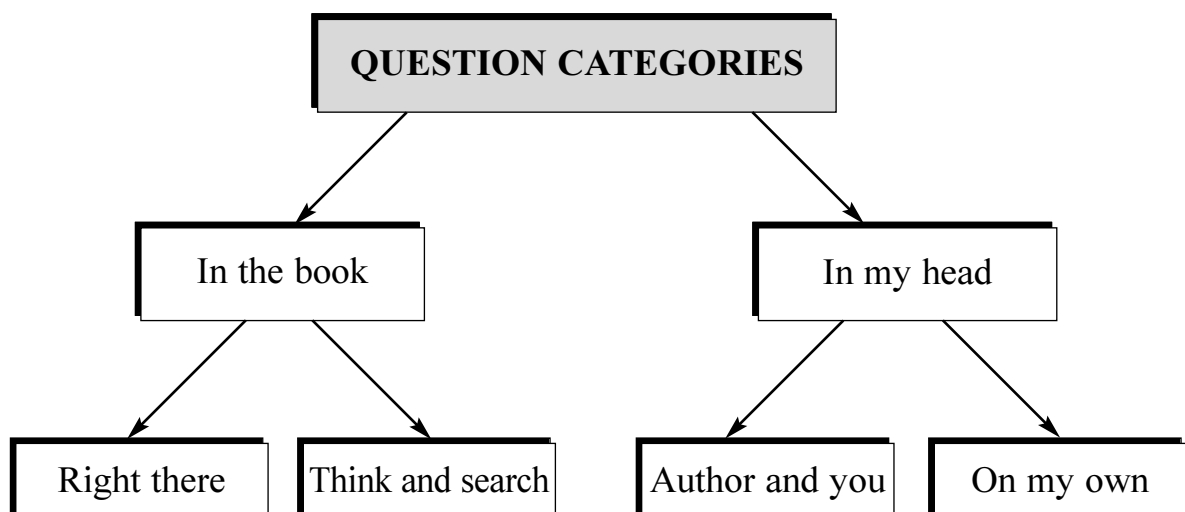 QUESTION CATEGORIES
In the book
In my head
Right there
Think and search
Author and you
On my own